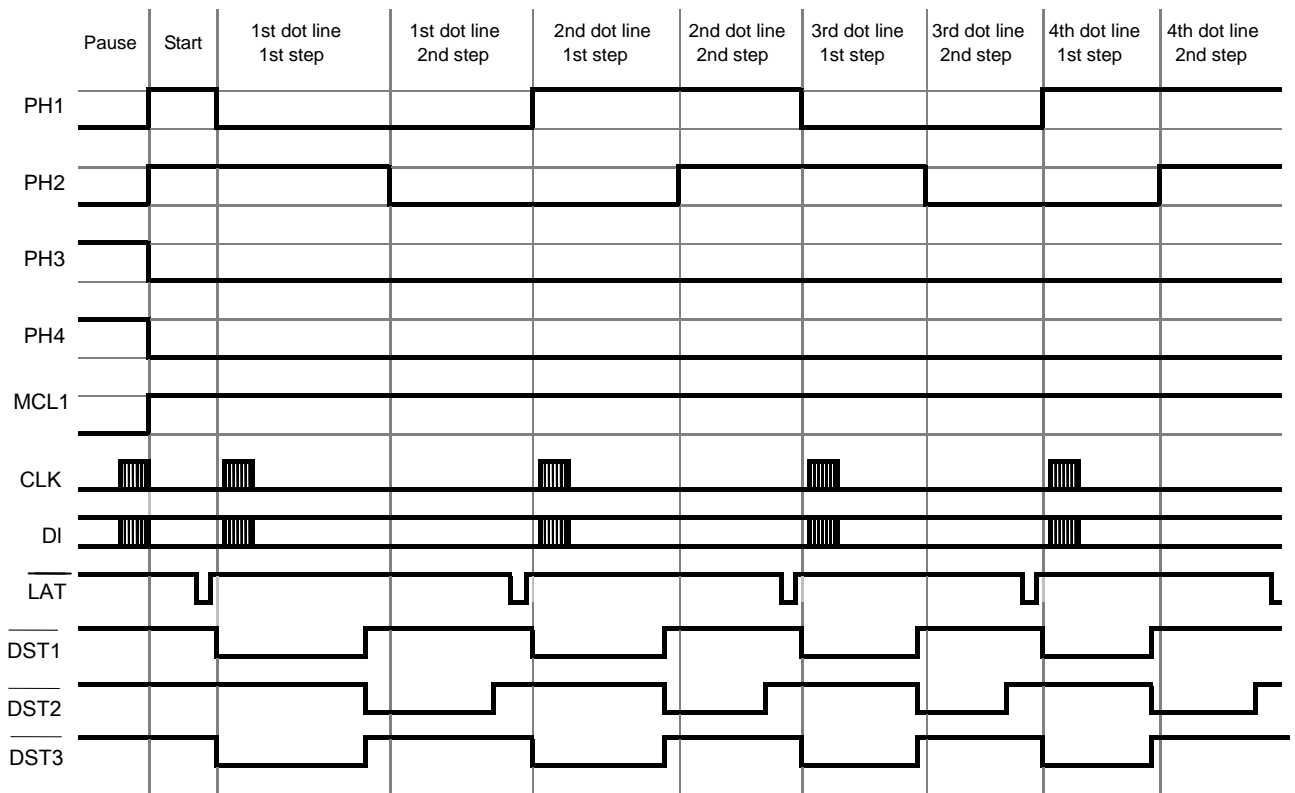 Pause
Start
1st dot line
1st step
1st dot line
2nd step
2nd dot line
1st step
2nd dot line
2nd step
3rd dot line
1st step
3rd dot line
2nd step
4th dot line
1st step
4th dot line
2nd step
PH1
PH2
PH3
PH4
MCL1
CLK
DI
LAT
DST1
DST2
DST3